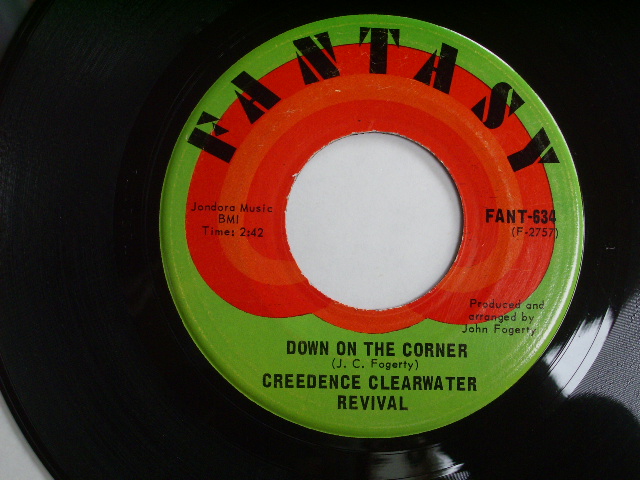 FANTASY
Jondora Music
BMI
Time: 2:42
FANT-634
(F-2757)
Produced and
arranged by
John Fogerty
DOWN ON THE CORNER
(J. C. Fogerty)
CREEDENCE CLEARWATER
REVIVAL